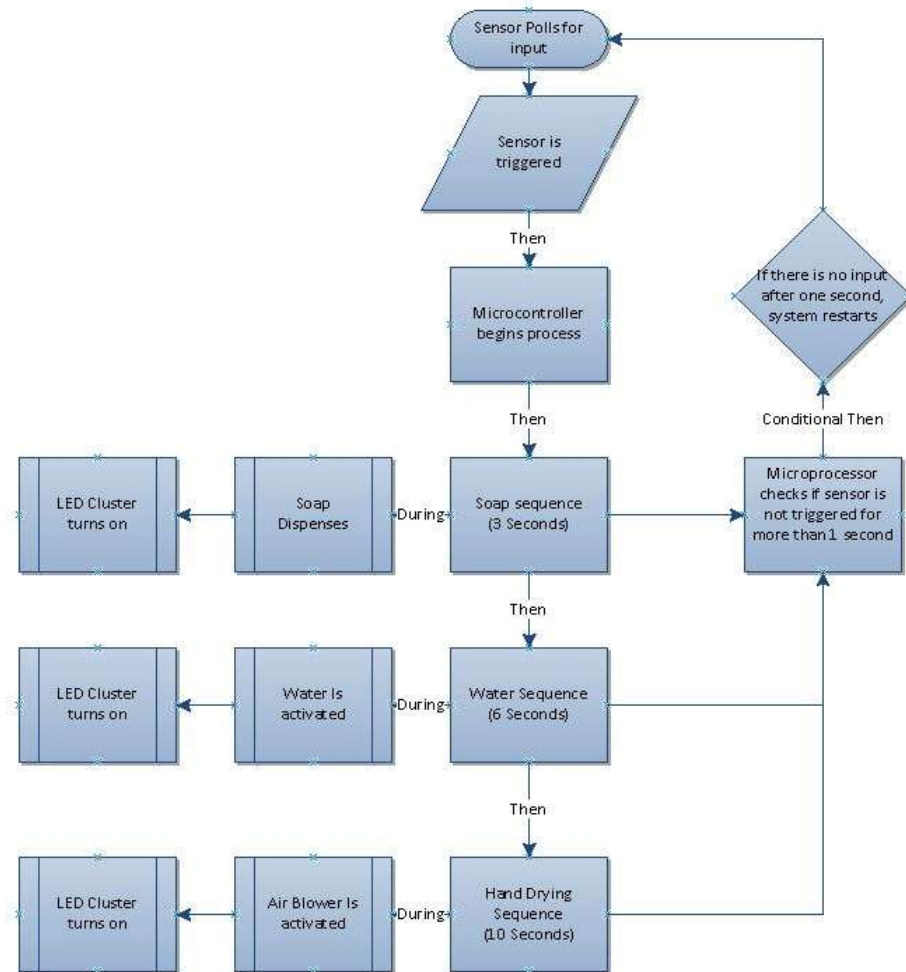 Sensor Polls for
input
Sensor is
triggered
Then
Microcontroller
begins process
If there is no input
after one second,
system restarts
Then
Conditional Then
LED Cluster
turns on
Soap
Dispenses
During
Soap sequence
(3 Seconds)
Microprocessor
checks if sensor is
not triggered for
more than 1 second
Then
LED Cluster
turns on
Water Is
activated
During
Water Sequence
(6 Seconds)
Then
LED Cluster
turns on
Air Blower Is
activated
During
Hand Drying
Sequence
(10 Seconds)